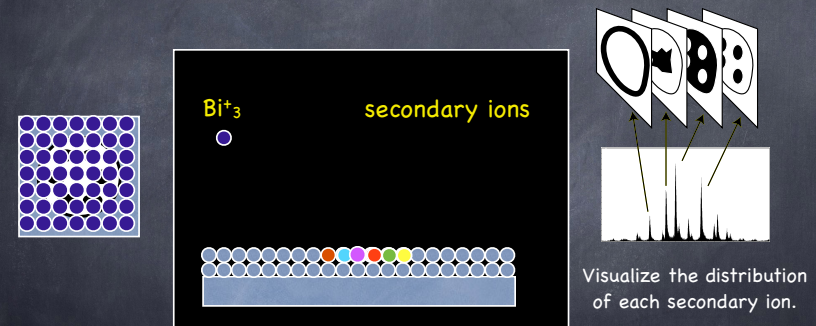 Bi⁺₃
secondary ions
Visualize the distribution
of each secondary ion.